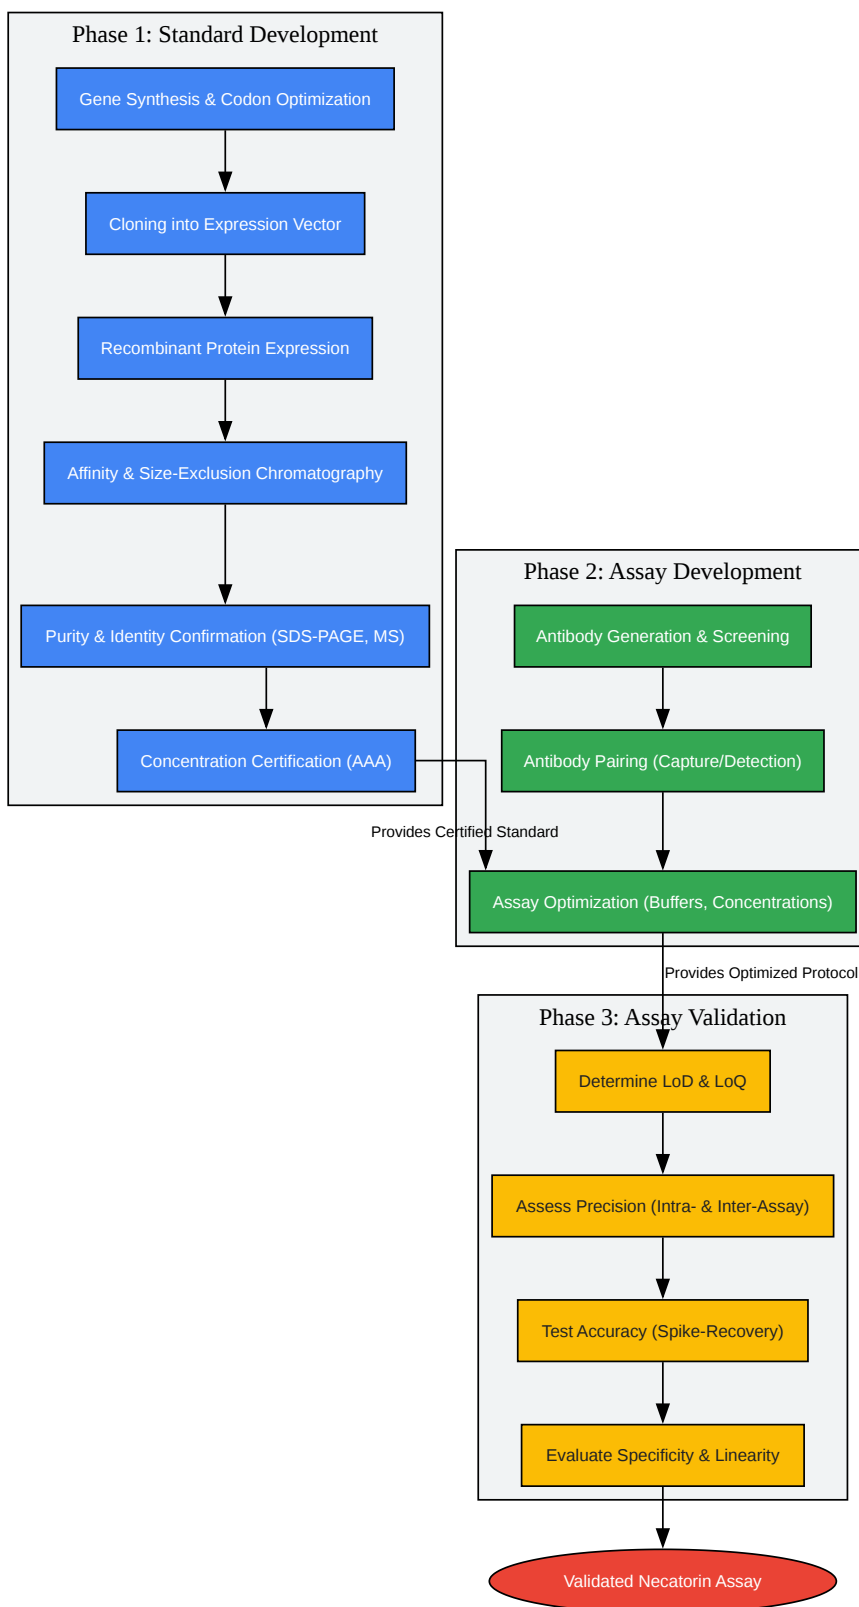 Phase 1: Standard Development
Gene Synthesis & Codon Optimization
Cloning into Expression Vector
Recombinant Protein Expression
Affinity & Size-Exclusion Chromatography
Purity & Identity Confirmation (SDS-PAGE, MS)
Concentration Certification (AAA)
Provides Certified Standard
Phase 2: Assay Development
Antibody Generation & Screening
Antibody Pairing (Capture/Detection)
Assay Optimization (Buffers, Concentrations)
Provides Optimized Protocol
Phase 3: Assay Validation
Determine LoD & LoQ
Assess Precision (Intra- & Inter-Assay)
Test Accuracy (Spike-Recovery)
Evaluate Specificity & Linearity
Validated Necatorin Assay